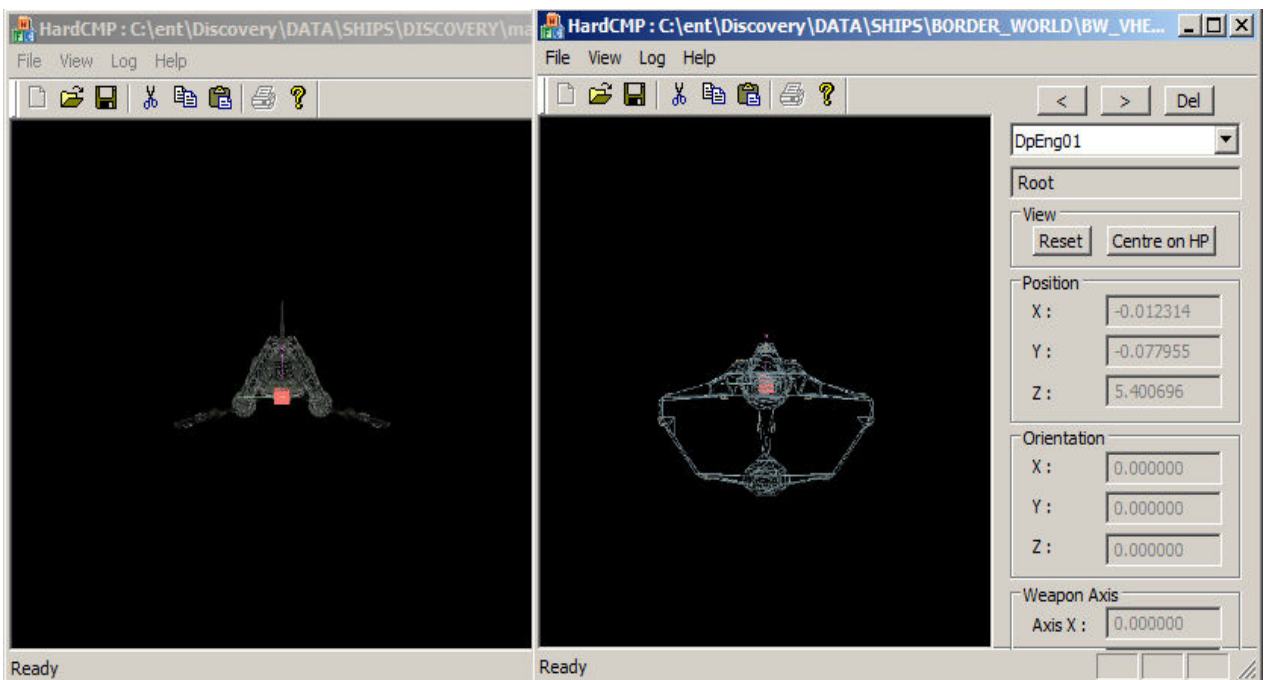 HardCMP : C:\ent\Discovery\DATA\SHIPS\DISCOVERY\ma
File View Log Help
Ready
HardCMP : C:\ent\Discovery\DATA\SHIPS\BORDER_WORLD\BW_VHE...
File View Log Help
< > Del
DpEng01
Root
View
Reset Centre on HP
Position
X : -0.012314
Y : -0.077955
Z : 5.400696
Orientation
X : 0.000000
Y : 0.000000
Z : 0.000000
Weapon Axis
Axis X : 0.000000
Ready